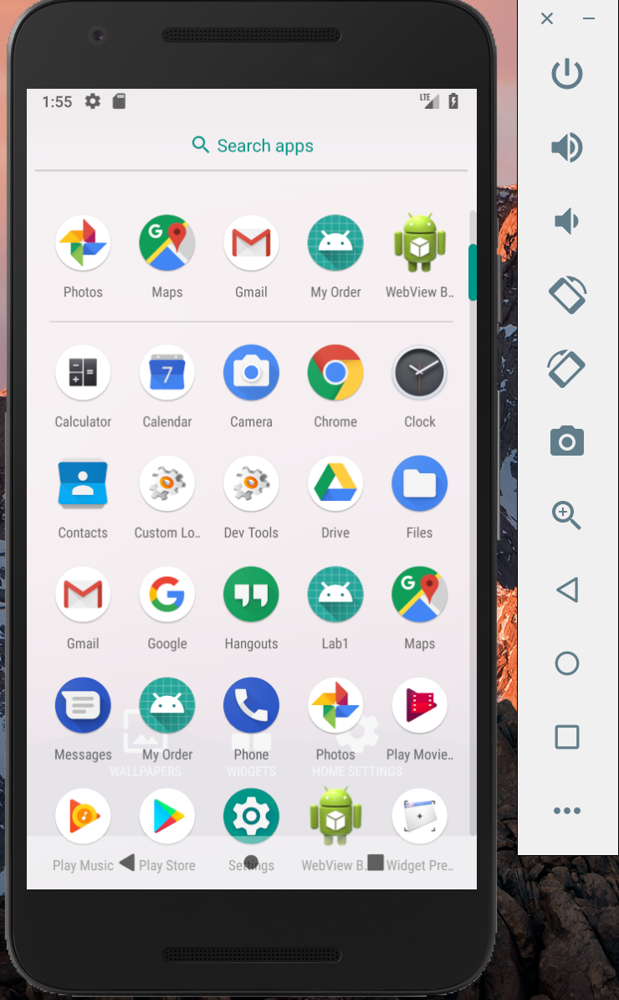 1:55 LTE
Search apps
Photos Maps Gmail My Order WebView B..
7
Calculator Calendar Camera Chrome Clock
Contacts Custom Lo.. Dev Tools Drive Files
G
Gmail Google Hangouts Lab1 Maps
Messages My Order Phone Photos Play Movie..
WALLPAPERS WIDGETS HOME SETTINGS
Play Music Play Store Settings WebView B.. Widget Pre..